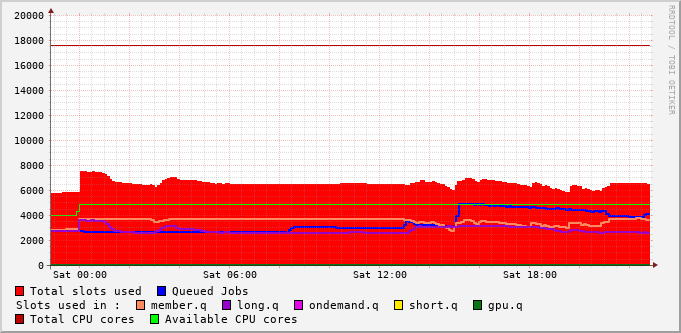 20000
18000
16000
14000
12000
10000
8000
6000
4000
2000
0
Sat 00:00 Sat 06:00 Sat 12:00 Sat 18:00
Total slots used Queued Jobs
Slots used in : member.q long.q ondemand.q short.q gpu.q
Total CPU cores Available CPU cores
RRDTOOL / TOBI OETIKER